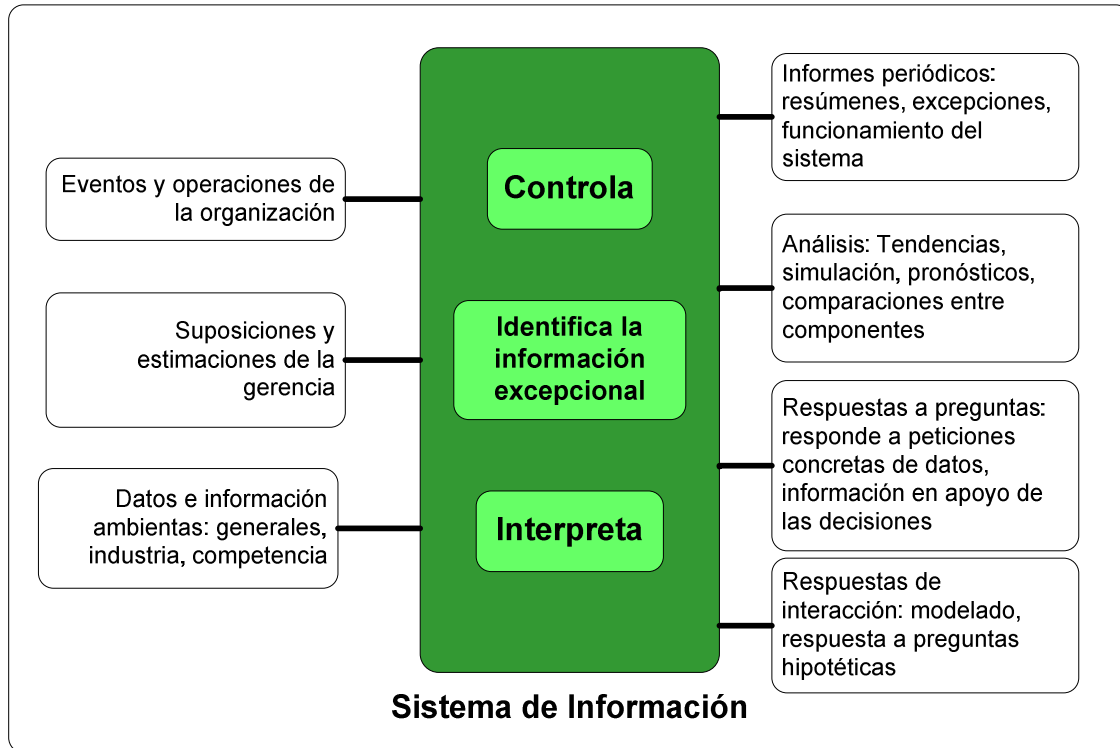 Eventos y operaciones de
la organización
Suposiciones y
estimaciones de la
gerencia
Datos e información
ambientas: generales,
industria, competencia
Controla
Identifica la
información
excepcional
Interpreta
Informes periódicos:
resúmenes, excepciones,
funcionamiento del
sistema
Análisis: Tendencias,
simulación, pronósticos,
comparaciones entre
componentes
Respuestas a preguntas:
responde a peticiones
concretas de datos,
información en apoyo de
las decisiones
Respuestas de
interacción: modelado,
respuesta a preguntas
hipotéticas
Sistema de Información